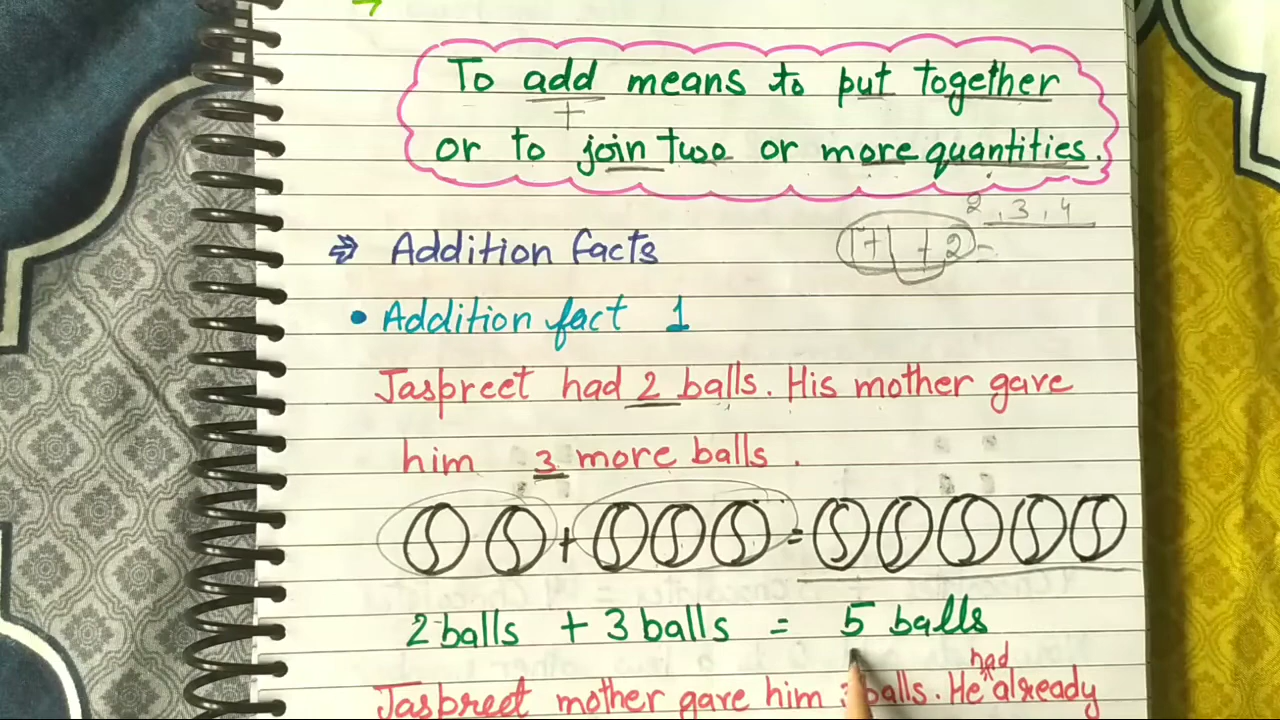 To add means to put together
+
or to join two or more quantities.
2, 3, 4
⇒ Addition facts
1+1+2=
• Addition fact 1
Jaspreet had 2 balls. His mother gave
him 3 more balls.
+ =
2 balls + 3 balls = 5 balls
had
Jaspreet mother gave him balls. He already